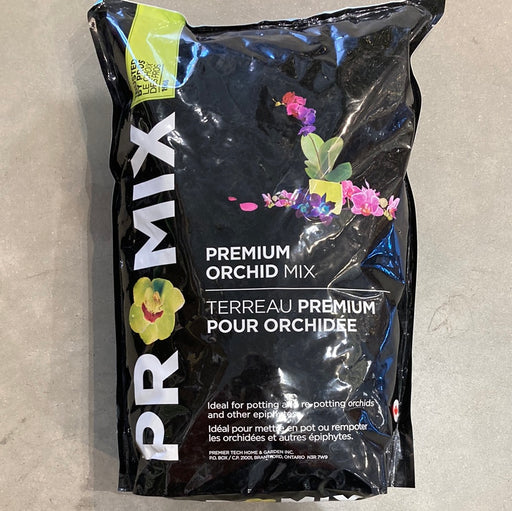 PRO MIX
PREMIUM
ORCHID MIX
TERREAU PREMIUM
POUR ORCHIDÉE
Ideal for potting and re-potting orchids
and other epiphytes
Idéal pour mettre en pot ou rempoter
les orchidées et autres épiphytes.
PREMIER TECH HOME & GARDEN INC.
P.O. BOX / C.P. 21001, BRANTFORD, ONTARIO N3R 7W9